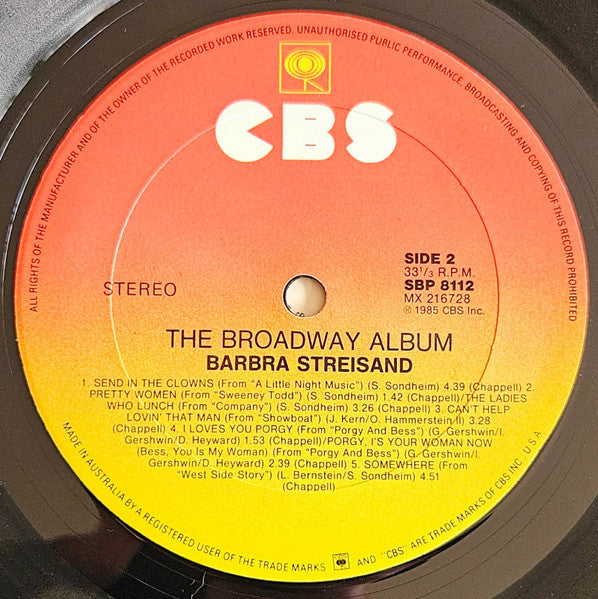 ALL RIGHTS OF THE MANUFACTURER AND OF THE OWNER OF THE RECORDED WORK RESERVED. UNAUTHORISED PUBLIC PERFORMANCE, BROADCASTING AND COPYING OF THIS RECORD PROHIBITED
CBS
SIDE 2
33 1/3 R.P.M.
SBP 8112
MX 216728
℗ 1985 CBS Inc.
STEREO
THE BROADWAY ALBUM
BARBRA STREISAND
1. SEND IN THE CLOWNS (From "A Little Night Music") (S. Sondheim) 4.39 (Chappell) 2.
PRETTY WOMEN (From "Sweeney Todd") (S. Sondheim) 1.42 (Chappell)/THE LADIES
WHO LUNCH (From "Company") (S. Sondheim) 3.26 (Chappell) 3. CAN'T HELP
LOVIN' THAT MAN (From "Showboat") (J. Kern/O. Hammerstein II) 3.28
(Chappell) 4. I LOVES YOU PORGY (From "Porgy And Bess") (G. Gershwin/I.
Gershwin/D. Heyward) 1.53 (Chappell)/PORGY, I'S YOUR WOMAN NOW
(Bess, You Is My Woman) (From "Porgy And Bess") (G. Gershwin/I.
Gershwin/D. Heyward) 2.39 (Chappell) 5. SOMEWHERE (From
"West Side Story") (L. Bernstein/S. Sondheim) 4.51
(Chappell)
MADE IN AUSTRALIA BY A REGISTERED USER OF THE TRADE MARKS AND "CBS" ARE TRADE MARKS OF CBS INC. U.S.A.